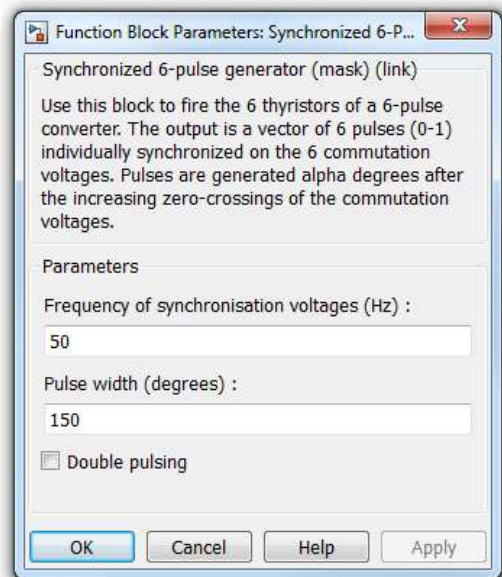 Function Block Parameters: Synchronized 6-P...
Synchronized 6-pulse generator (mask) (link)
Use this block to fire the 6 thyristors of a 6-pulse
converter. The output is a vector of 6 pulses (0-1)
individually synchronized on the 6 commutation
voltages. Pulses are generated alpha degrees after
the increasing zero-crossings of the commutation
voltages.
Parameters
Frequency of synchronisation voltages (Hz) :
50
Pulse width (degrees) :
150
Double pulsing
OK Cancel Help Apply